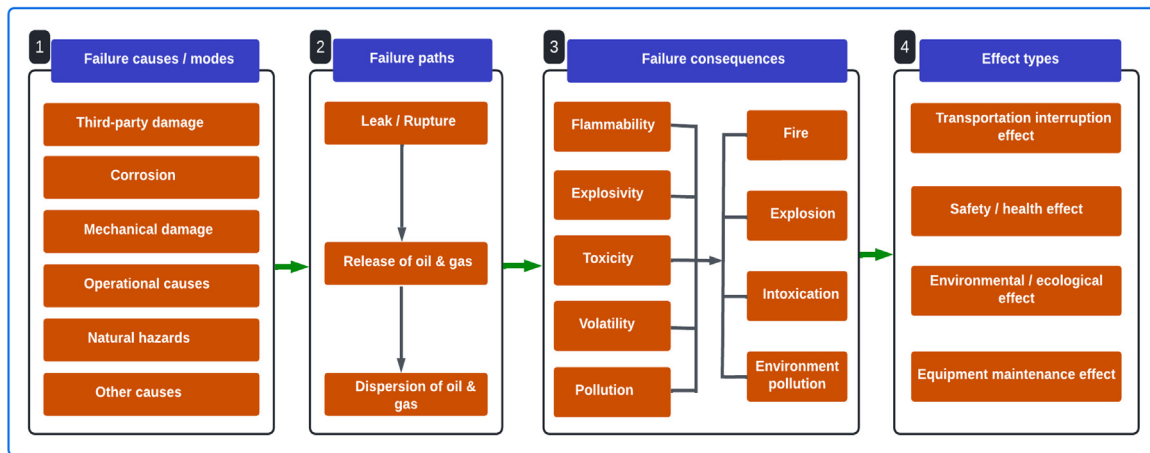 1
Failure causes / modes
Third-party damage
Corrosion
Mechanical damage
Operational causes
Natural hazards
Other causes
2
Failure paths
Leak / Rupture
Release of oil & gas
Dispersion of oil &
gas
3
Failure consequences
Flammability
Explosivity
Toxicity
Volatility
Pollution
Fire
Explosion
Intoxication
Environment
pollution
4
Effect types
Transportation interruption
effect
Safety / health effect
Environmental / ecological
effect
Equipment maintenance effect